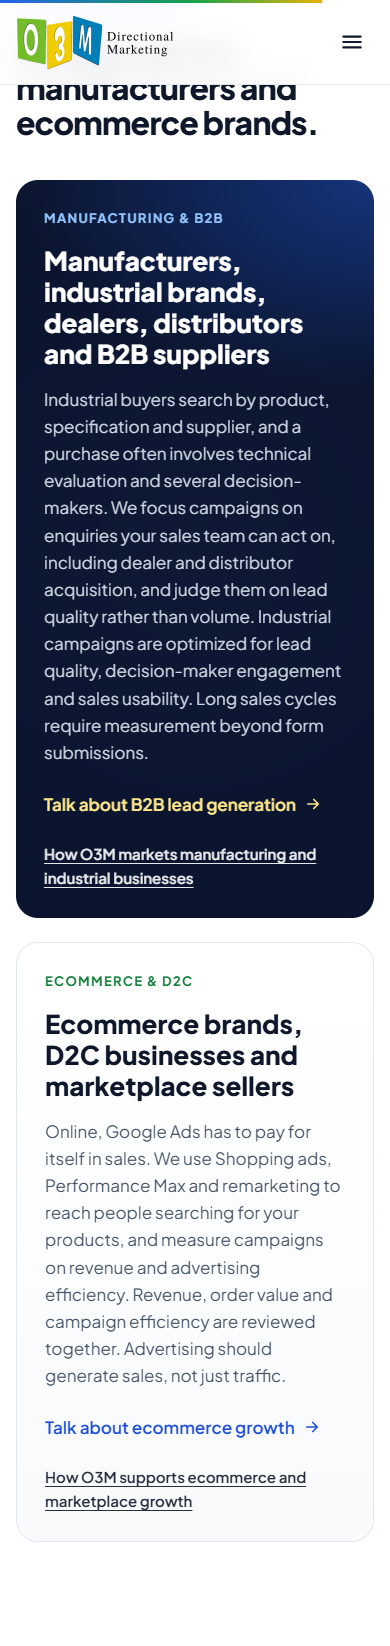 O3M Directional
Marketing
manufacturers and
ecommerce brands.
MANUFACTURING & B2B
Manufacturers,
industrial brands,
dealers, distributors
and B2B suppliers
Industrial buyers search by product,
specification and supplier, and a
purchase often involves technical
evaluation and several decision-
makers. We focus campaigns on
enquiries your sales team can act on,
including dealer and distributor
acquisition, and judge them on lead
quality rather than volume. Industrial
campaigns are optimized for lead
quality, decision-maker engagement
and sales usability. Long sales cycles
require measurement beyond form
submissions.
Talk about B2B lead generation →
How O3M markets manufacturing and
industrial businesses
ECOMMERCE & D2C
Ecommerce brands,
D2C businesses and
marketplace sellers
Online, Google Ads has to pay for
itself in sales. We use Shopping ads,
Performance Max and remarketing to
reach people searching for your
products, and measure campaigns
on revenue and advertising
efficiency. Revenue, order value and
campaign efficiency are reviewed
together. Advertising should
generate sales, not just traffic.
Talk about ecommerce growth →
How O3M supports ecommerce and
marketplace growth